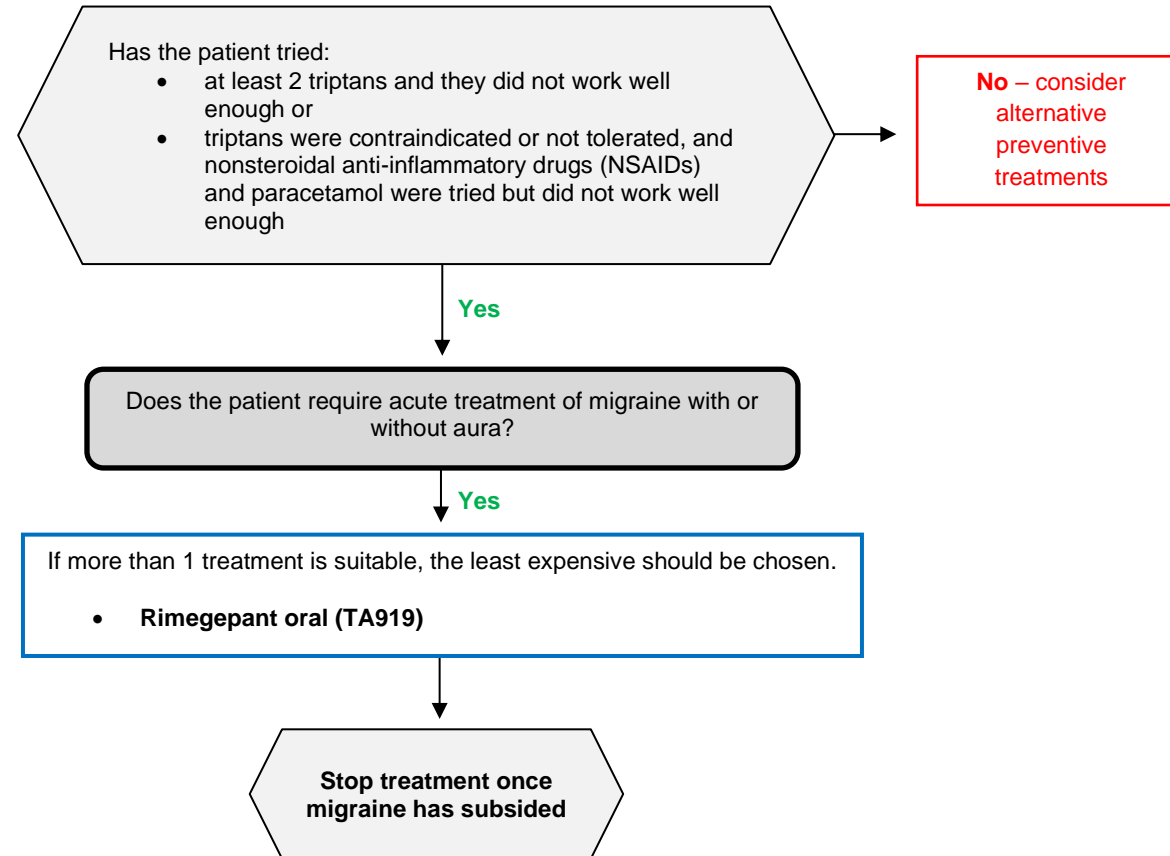 Has the patient tried:
• at least 2 triptans and they did not work well
enough or
• triptans were contraindicated or not tolerated, and
nonsteroidal anti-inflammatory drugs (NSAIDs)
and paracetamol were tried but did not work well
enough
No – consider
alternative
preventive
treatments
Yes
Does the patient require acute treatment of migraine with or
without aura?
Yes
If more than 1 treatment is suitable, the least expensive should be chosen.
• Rimegepant oral (TA919)
Stop treatment once
migraine has subsided